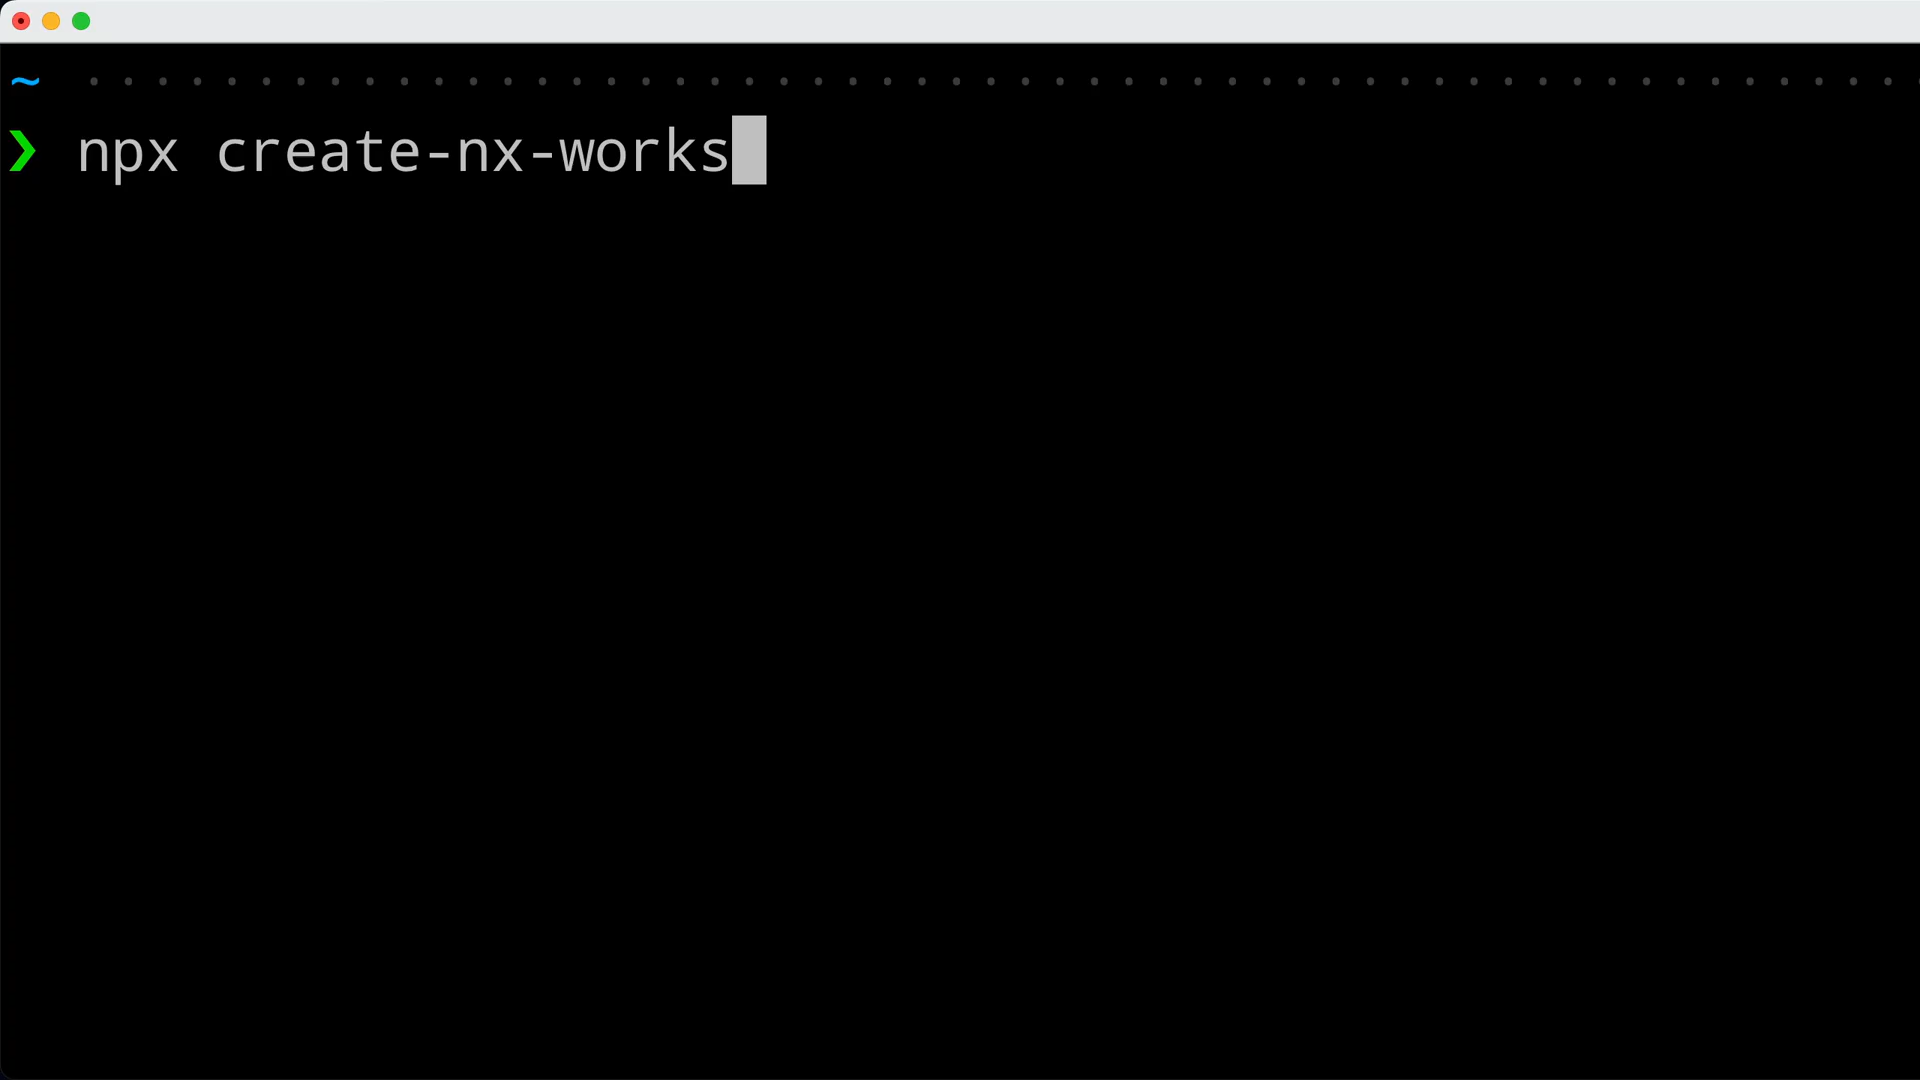 ~
❯ npx create-nx-works